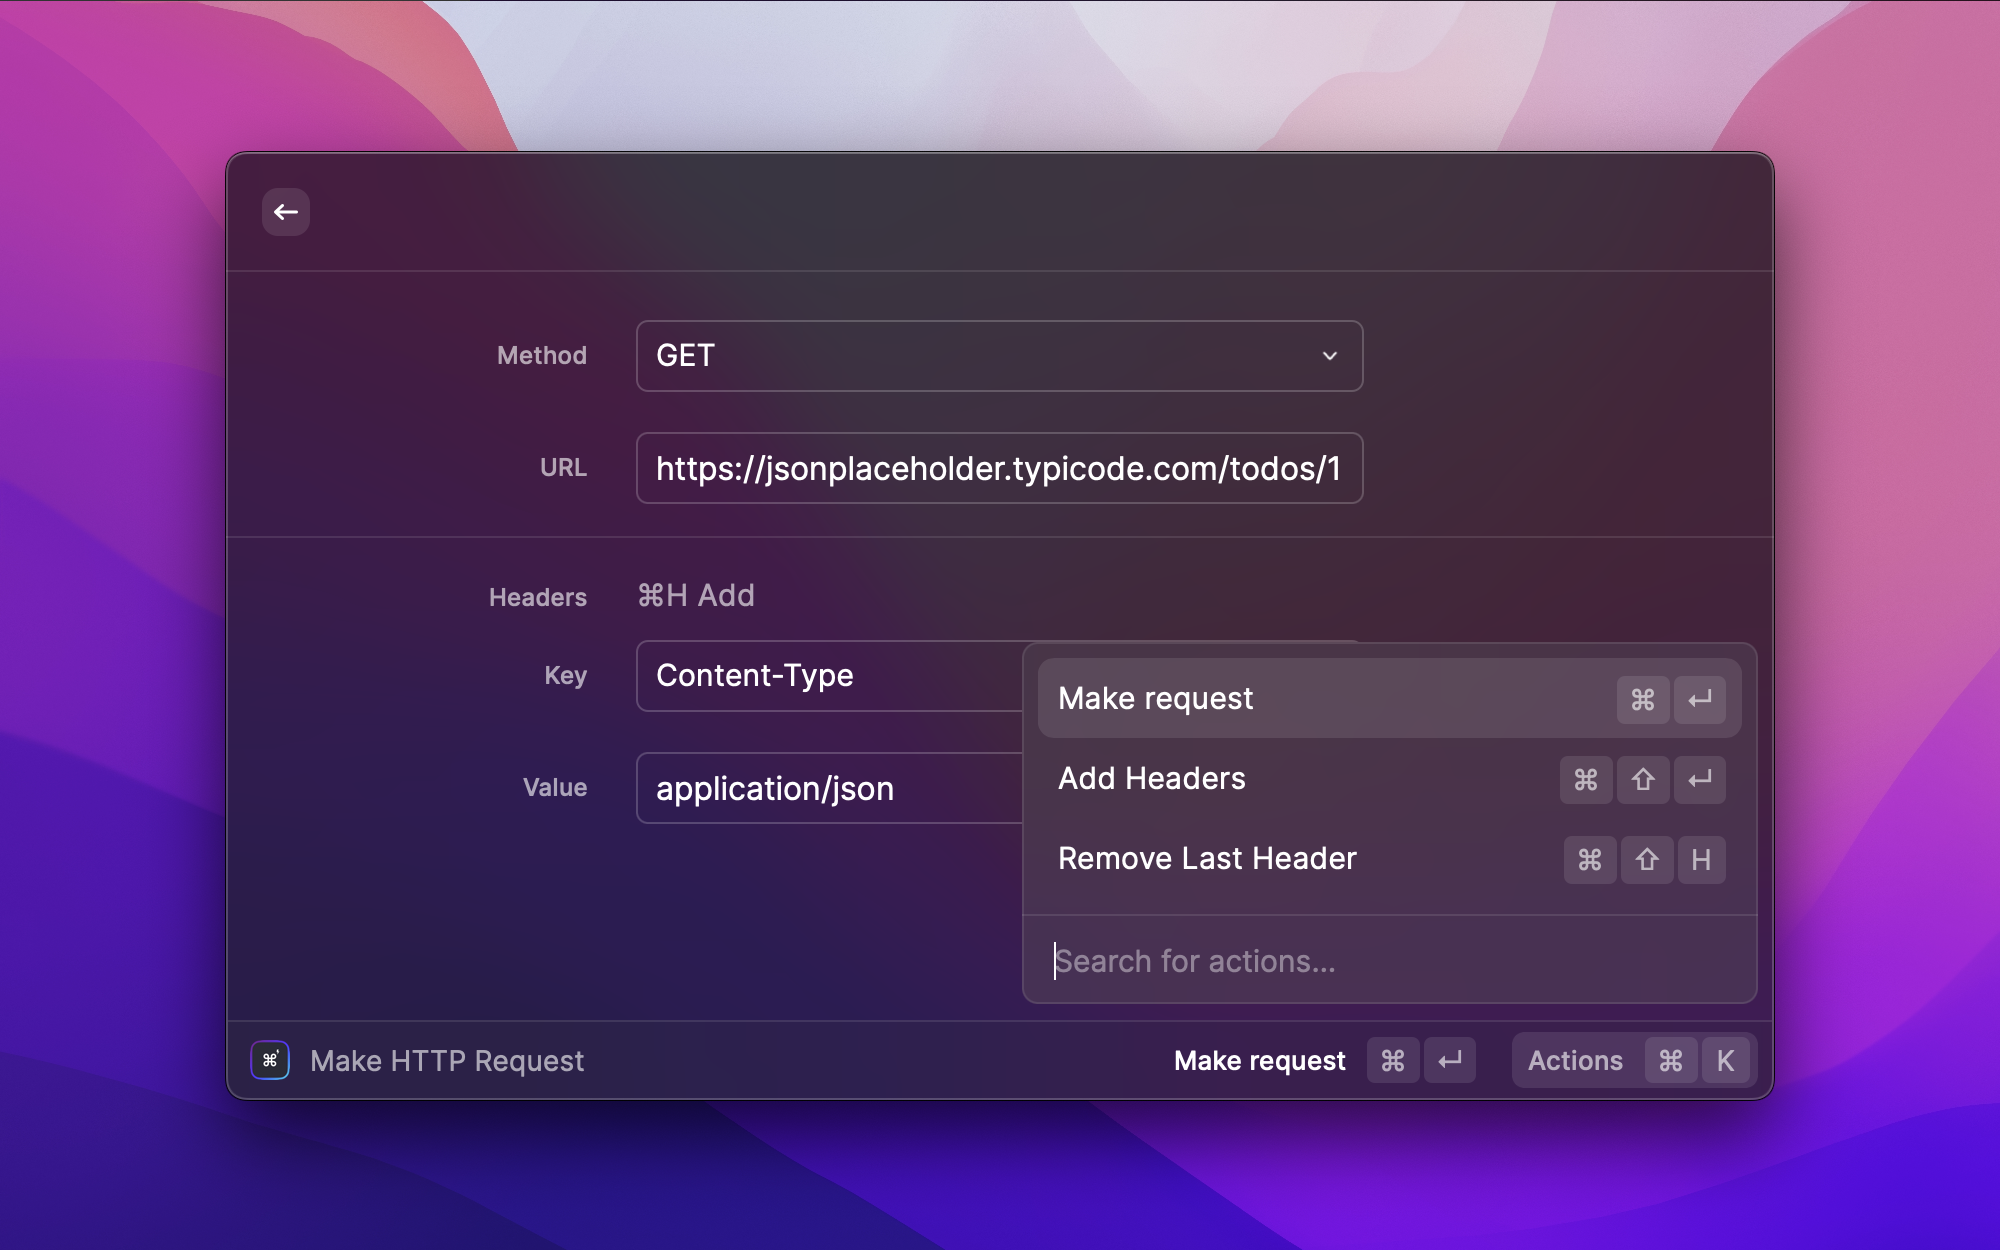 Method
GET
URL
https://jsonplaceholder.typicode.com/todos/1
Headers
⌘H Add
Key
Content-Type
Value
application/json
Make request ⌘ ↵
Add Headers ⌘ ⇧ ↵
Remove Last Header ⌘ ⇧ H
Search for actions...
Make HTTP Request
Make request ⌘ ↵
Actions ⌘ K